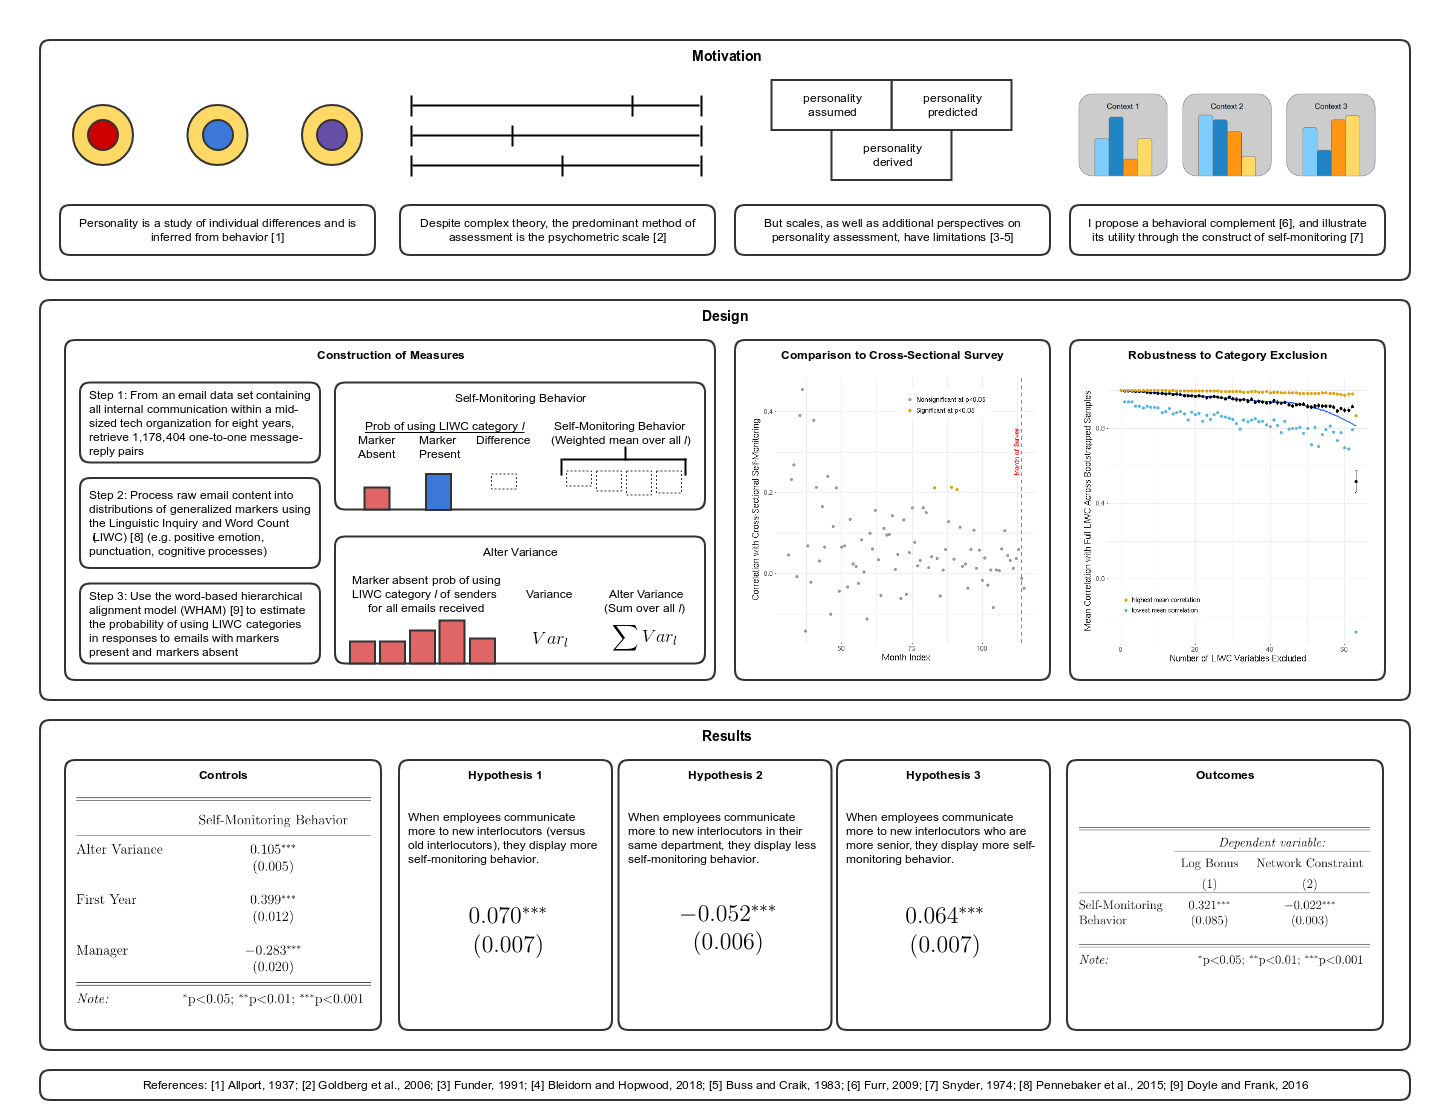 Motivation
personality
assumed
personality
predicted
personality
derived
Context 1
Context 2
Context 3
Personality is a study of individual differences and is
inferred from behavior [1]
Despite complex theory, the predominant method of
assessment is the psychometric scale [2]
But scales, as well as additional perspectives on
personality assessment, have limitations [3-5]
I propose a behavioral complement [6], and illustrate
its utility through the construct of self-monitoring [7]
Design
Construction of Measures
Step 1: From an email data set containing
all internal communication within a mid-
sized tech organization for eight years,
retrieve 1,178,404 one-to-one message-
reply pairs
Step 2: Process raw email content into
distributions of generalized markers using
the Linguistic Inquiry and Word Count
(LIWC) [8] (e.g. positive emotion,
punctuation, cognitive processes)
Step 3: Use the word-based hierarchical
alignment model (WHAM) [9] to estimate
the probability of using LIWC categories
in responses to emails with markers
present and markers absent
Self-Monitoring Behavior
Prob of using LIWC category l
Marker
Absent
Marker
Present
Difference
Self-Monitoring Behavior
(Weighted mean over all l)
Alter Variance
Marker absent prob of using
LIWC category l of senders
for all emails received
Variance
Var_l
Alter Variance
(Sum over all l)
∑ Var_l
Comparison to Cross-Sectional Survey
Correlation with Cross-Sectional Self-Monitoring
0.4
0.2
0.0
Nonsignificant at p<0.05
Significant at p<0.05
Month of Survey
50
75
100
Month Index
Robustness to Category Exclusion
Mean Correlation with Full LIWC Across Bootstrapped Samples
0.8
0.4
0.0
highest mean correlation
lowest mean correlation
0
20
40
60
Number of LIWC Variables Excluded
Results
Controls
Self-Monitoring Behavior
Alter Variance 0.105***
(0.005)
First Year 0.399***
(0.012)
Manager −0.283***
(0.020)
Note: *p<0.05; **p<0.01; ***p<0.001
Hypothesis 1
When employees communicate
more to new interlocutors (versus
old interlocutors), they display more
self-monitoring behavior.
0.070***
(0.007)
Hypothesis 2
When employees communicate
more to new interlocutors in their
same department, they display less
self-monitoring behavior.
−0.052***
(0.006)
Hypothesis 3
When employees communicate
more to new interlocutors who are
more senior, they display more self-
monitoring behavior.
0.064***
(0.007)
Outcomes
Dependent variable:
Log Bonus Network Constraint
(1) (2)
Self-Monitoring 0.321*** −0.022***
Behavior (0.085) (0.003)
Note: *p<0.05; **p<0.01; ***p<0.001
References: [1] Allport, 1937; [2] Goldberg et al., 2006; [3] Funder, 1991; [4] Bleidorn and Hopwood, 2018; [5] Buss and Craik, 1983; [6] Furr, 2009; [7] Snyder, 1974; [8] Pennebaker et al., 2015; [9] Doyle and Frank, 2016